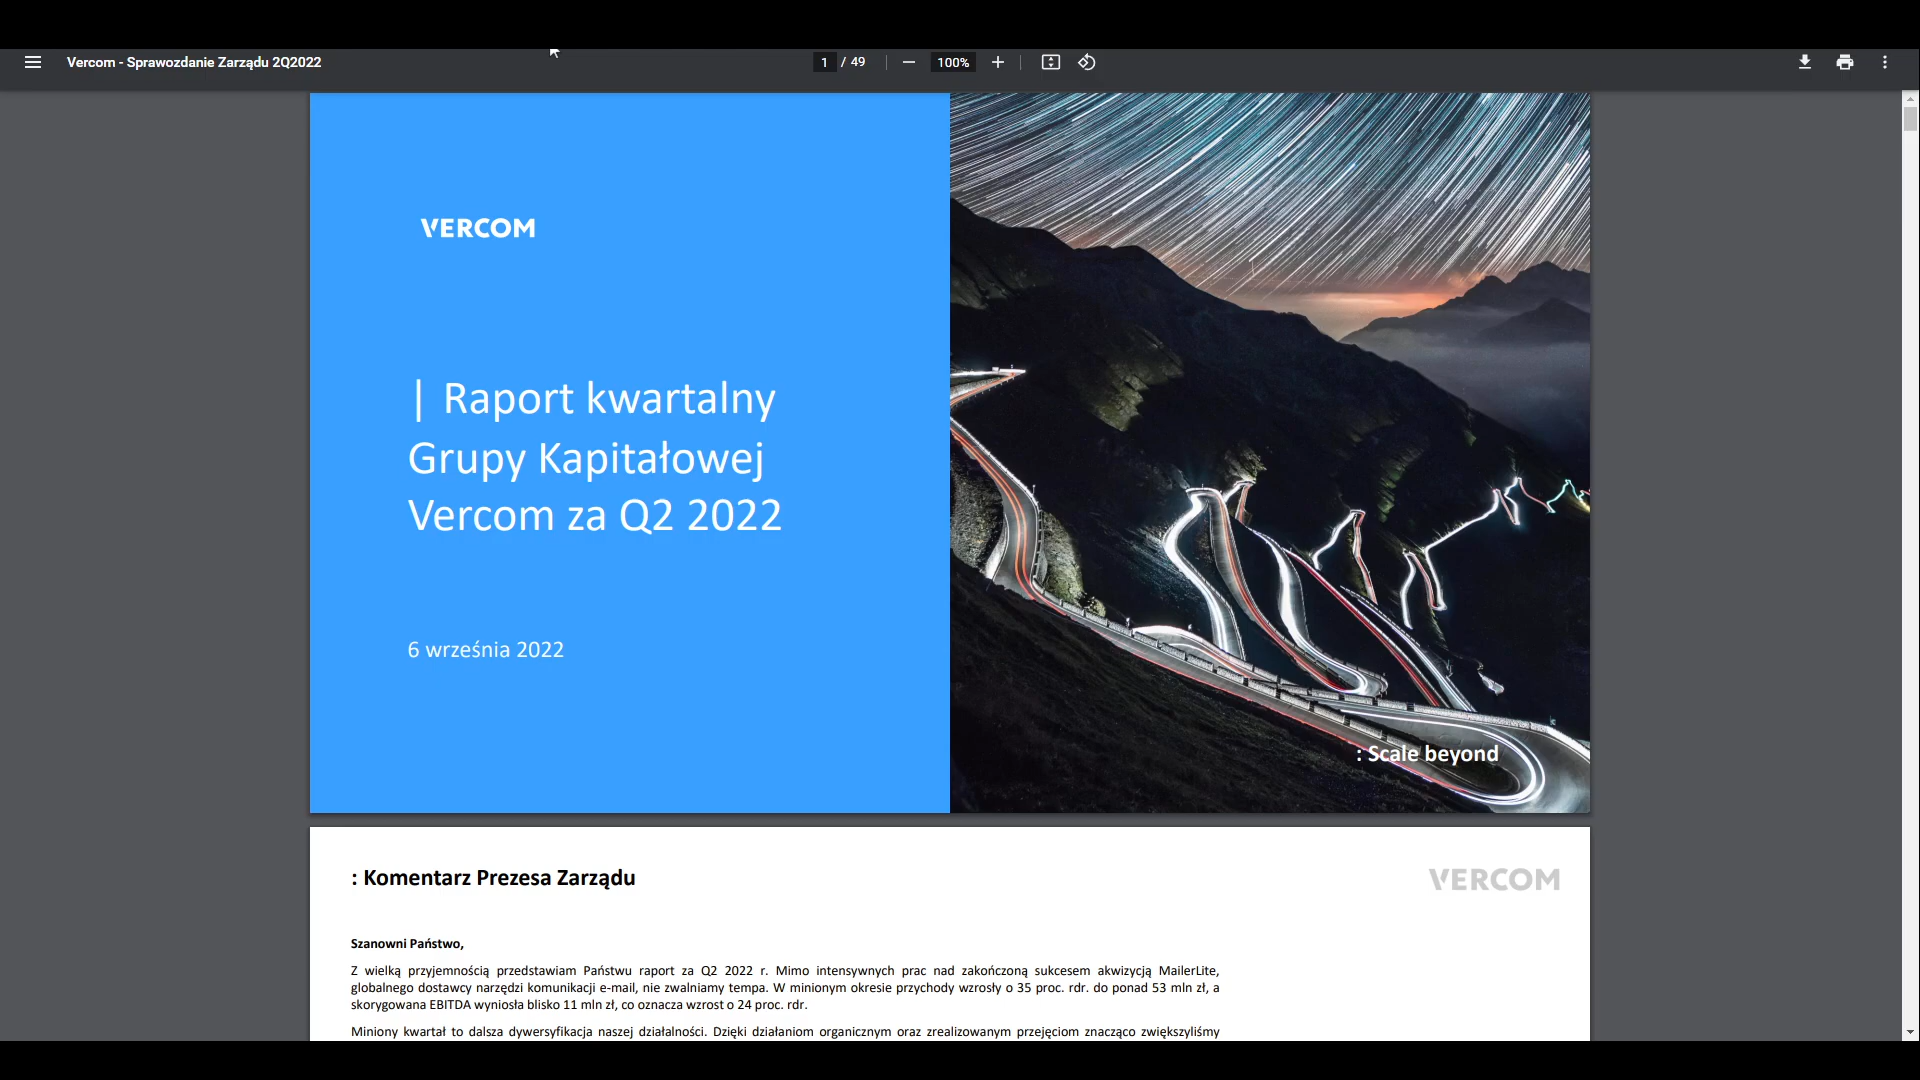 Vercom - Sprawozdanie Zarządu 2Q2022
1 / 49
100%
VERCOM
| Raport kwartalny
Grupy Kapitałowej
Vercom za Q2 2022
6 września 2022
: Scale beyond
: Komentarz Prezesa Zarządu
VERCOM
Szanowni Państwo,
Z wielką przyjemnością przedstawiam Państwu raport za Q2 2022 r. Mimo intensywnych prac nad zakończoną sukcesem akwizycją MailerLite,
globalnego dostawcy narzędzi komunikacji e-mail, nie zwalniamy tempa. W minionym okresie przychody wzrosły o 35 proc. rdr. do ponad 53 mln zł, a
skorygowana EBITDA wyniosła blisko 11 mln zł, co oznacza wzrost o 24 proc. rdr.
Miniony kwartał to dalsza dywersyfikacja naszej działalności. Dzięki działaniom organicznym oraz zrealizowanym przejęciom znacząco zwiększyliśmy